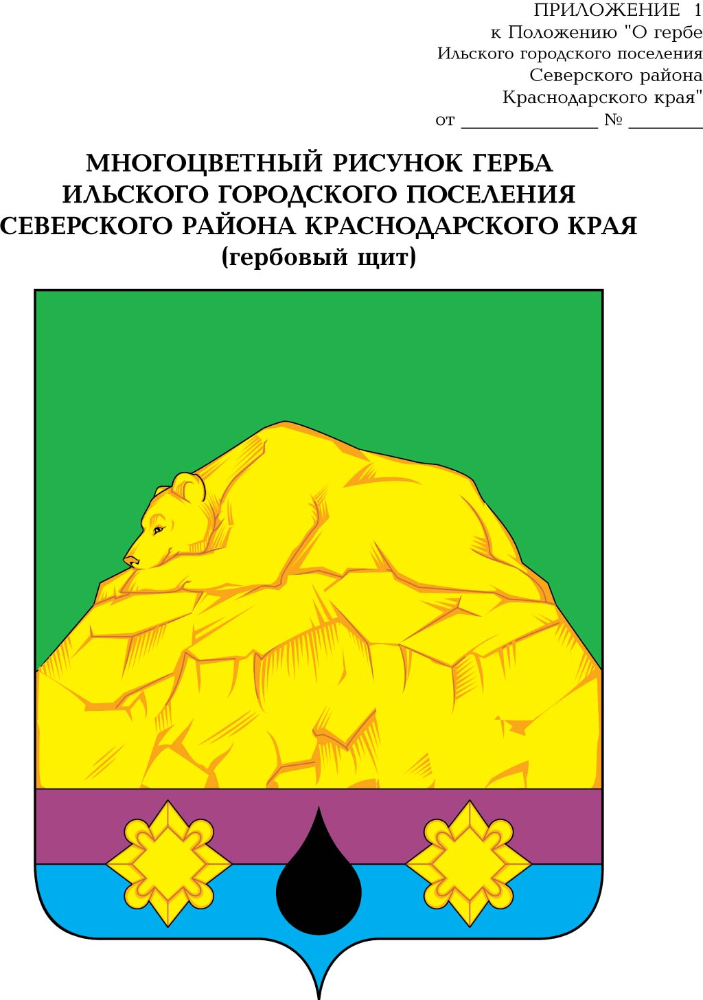 ПРИЛОЖЕНИЕ 1
к Положению "О гербе
Ильского городского поселения
Северского района
Краснодарского края"
от _______________ № ________
МНОГОЦВЕТНЫЙ РИСУНОК ГЕРБА
ИЛЬСКОГО ГОРОДСКОГО ПОСЕЛЕНИЯ
СЕВЕРСКОГО РАЙОНА КРАСНОДАРСКОГО КРАЯ
(гербовый щит)